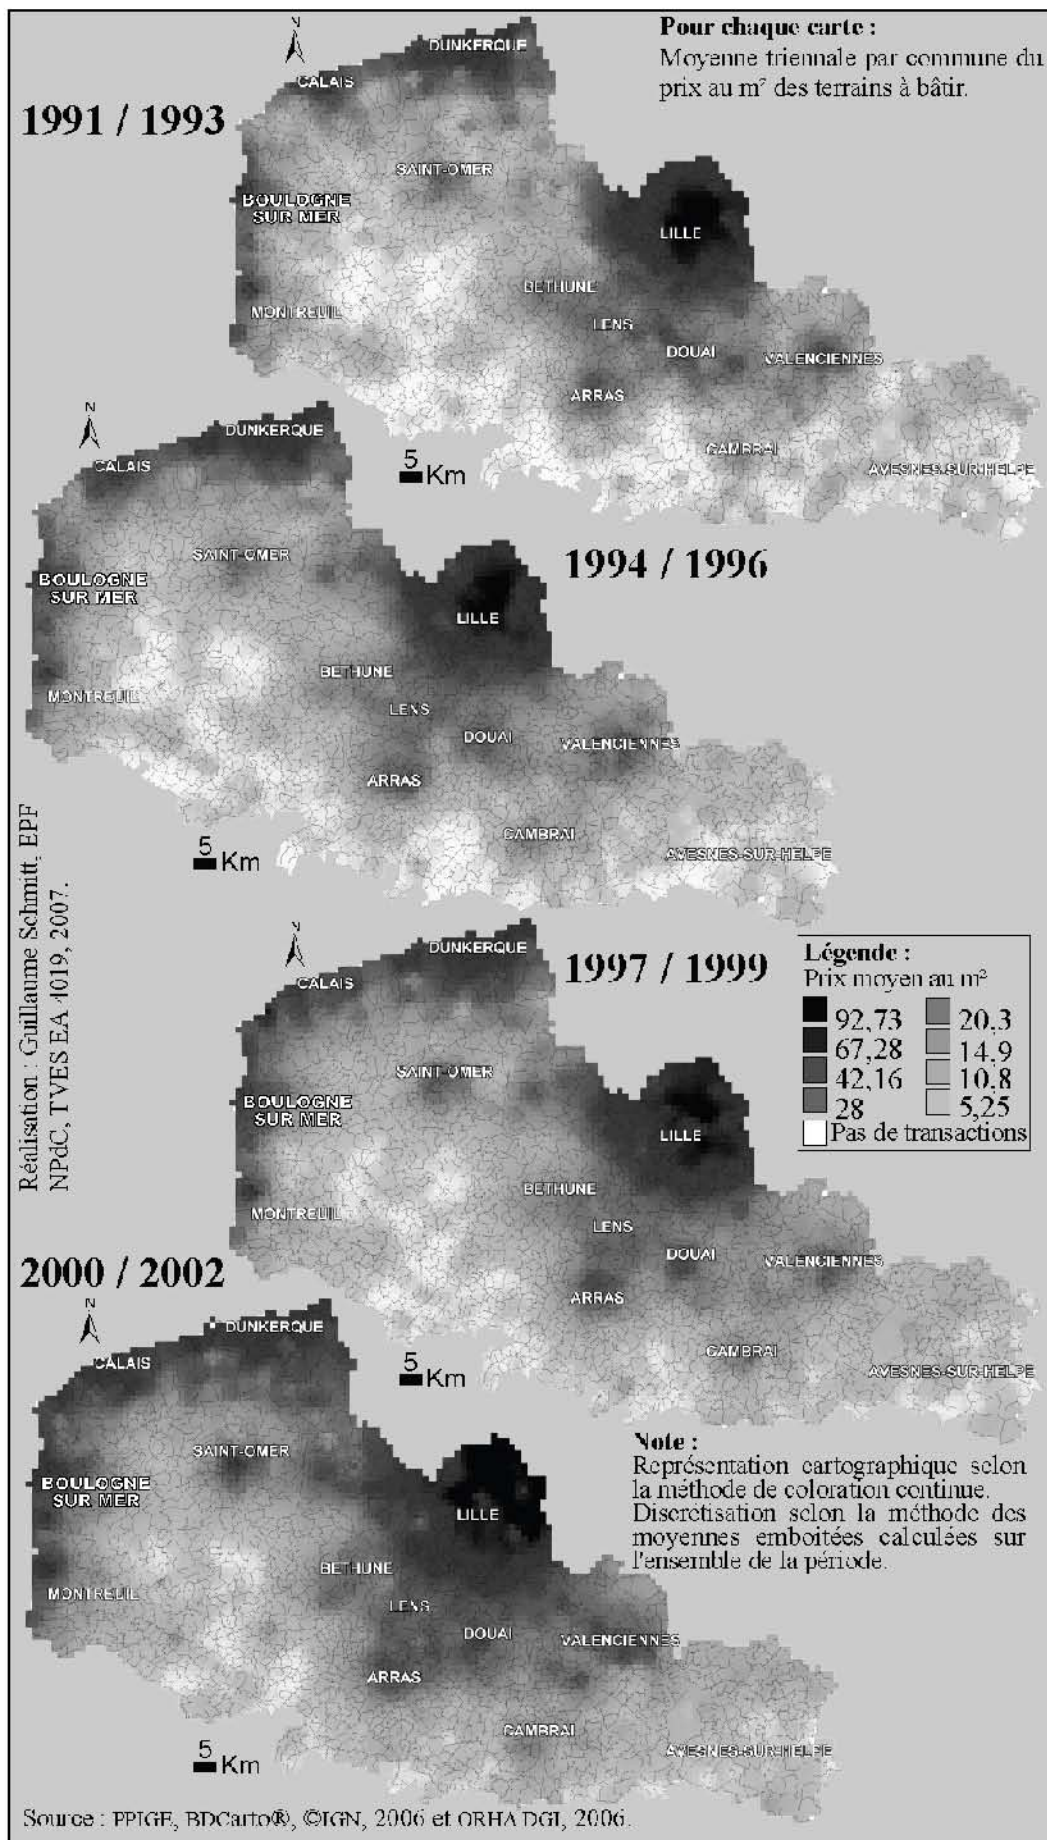 Pour chaque carte :
Moyenne triennale par commune du
prix au m² des terrains à bâtir.
1991 / 1993
N
DUNKERQUE
CALAIS
SAINT-OMER
BOULOGNE
SUR MER
LILLE
BETHUNE
MONTREUIL
LENS
DOUAI
VALENCIENNES
ARRAS
CAMBRAI
AVESNES-SUR-HELPE
5
Km
1994 / 1996
N
DUNKERQUE
CALAIS
SAINT-OMER
BOULOGNE
SUR MER
LILLE
BETHUNE
MONTREUIL
LENS
DOUAI
VALENCIENNES
ARRAS
CAMBRAI
AVESNES-SUR-HELPE
5
Km
Réalisation : Guillaume Schmitt, EPF
NPdC, TVES EA 4019, 2007.
1997 / 1999
N
DUNKERQUE
CALAIS
SAINT-OMER
BOULOGNE
SUR MER
LILLE
BETHUNE
MONTREUIL
LENS
DOUAI
VALENCIENNES
ARRAS
CAMBRAI
AVESNES-SUR-HELPE
5
Km
Légende :
Prix moyen au m²
92,73 20,3
67,28 14,9
42,16 10,8
28 5,25
Pas de transactions
2000 / 2002
N
DUNKERQUE
CALAIS
SAINT-OMER
BOULOGNE
SUR MER
LILLE
BETHUNE
MONTREUIL
LENS
DOUAI
VALENCIENNES
ARRAS
CAMBRAI
AVESNES-SUR-HELPE
5
Km
Note :
Représentation cartographique selon
la méthode de coloration continue.
Discrétisation selon la méthode des
moyennes emboitées calculées sur
l'ensemble de la période.
Source : PPIGE, BDCarto®, ©IGN, 2006 et ORHA DGI, 2006.